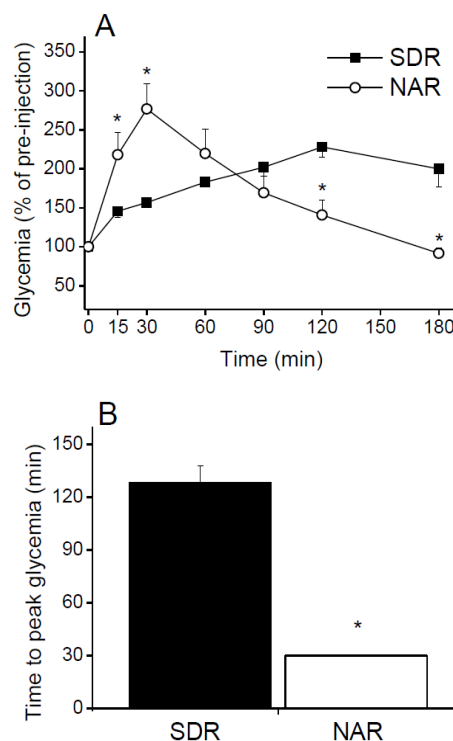 A
SDR
NAR
Glycemia (% of pre-injection)
350
300
250
200
150
100
50
*
*
*
*
0 15 30 60 90 120 150 180
Time (min)
B
Time to peak glycemia (min)
150
120
90
60
30
0
*
SDR NAR